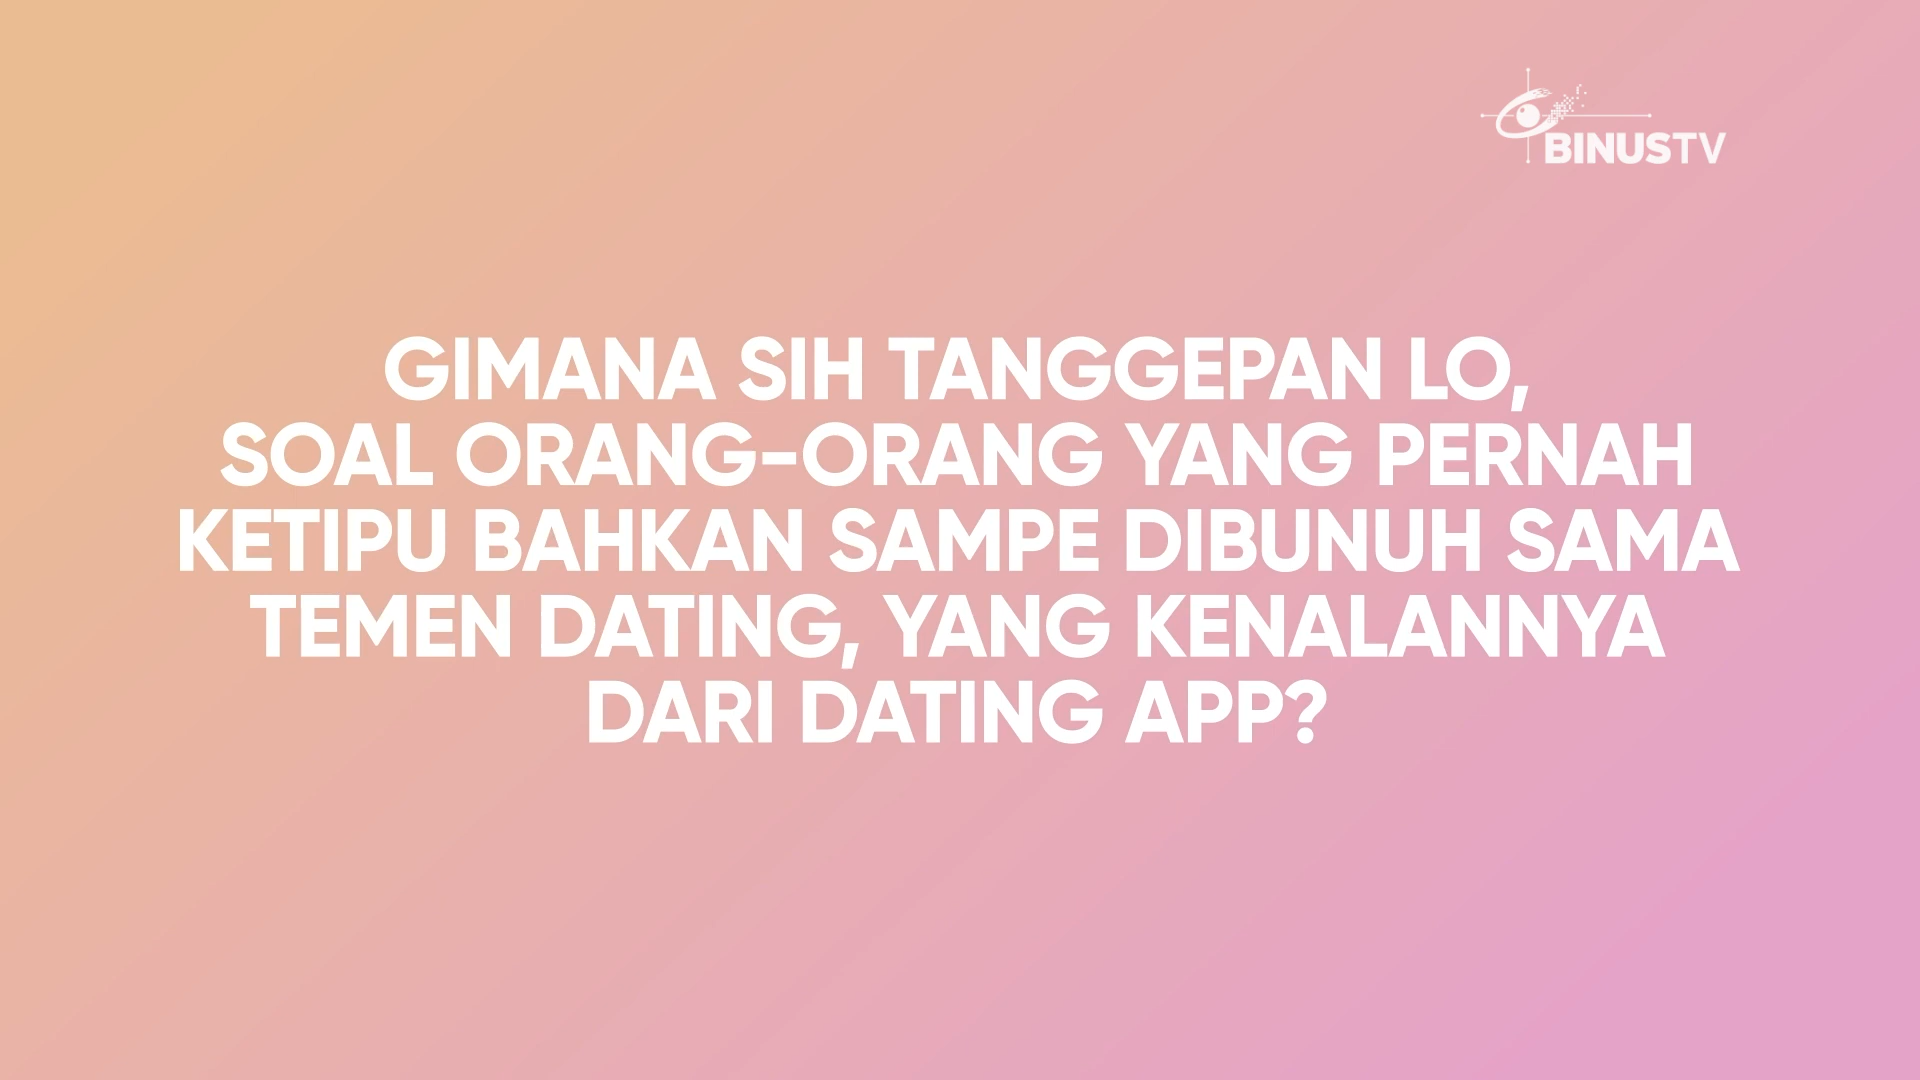 BINUSTV
GIMANA SIH TANGGEPAN LO,
SOAL ORANG-ORANG YANG PERNAH
KETIPU BAHKAN SAMPE DIBUNUH SAMA
TEMEN DATING, YANG KENALANNYA
DARI DATING APP?